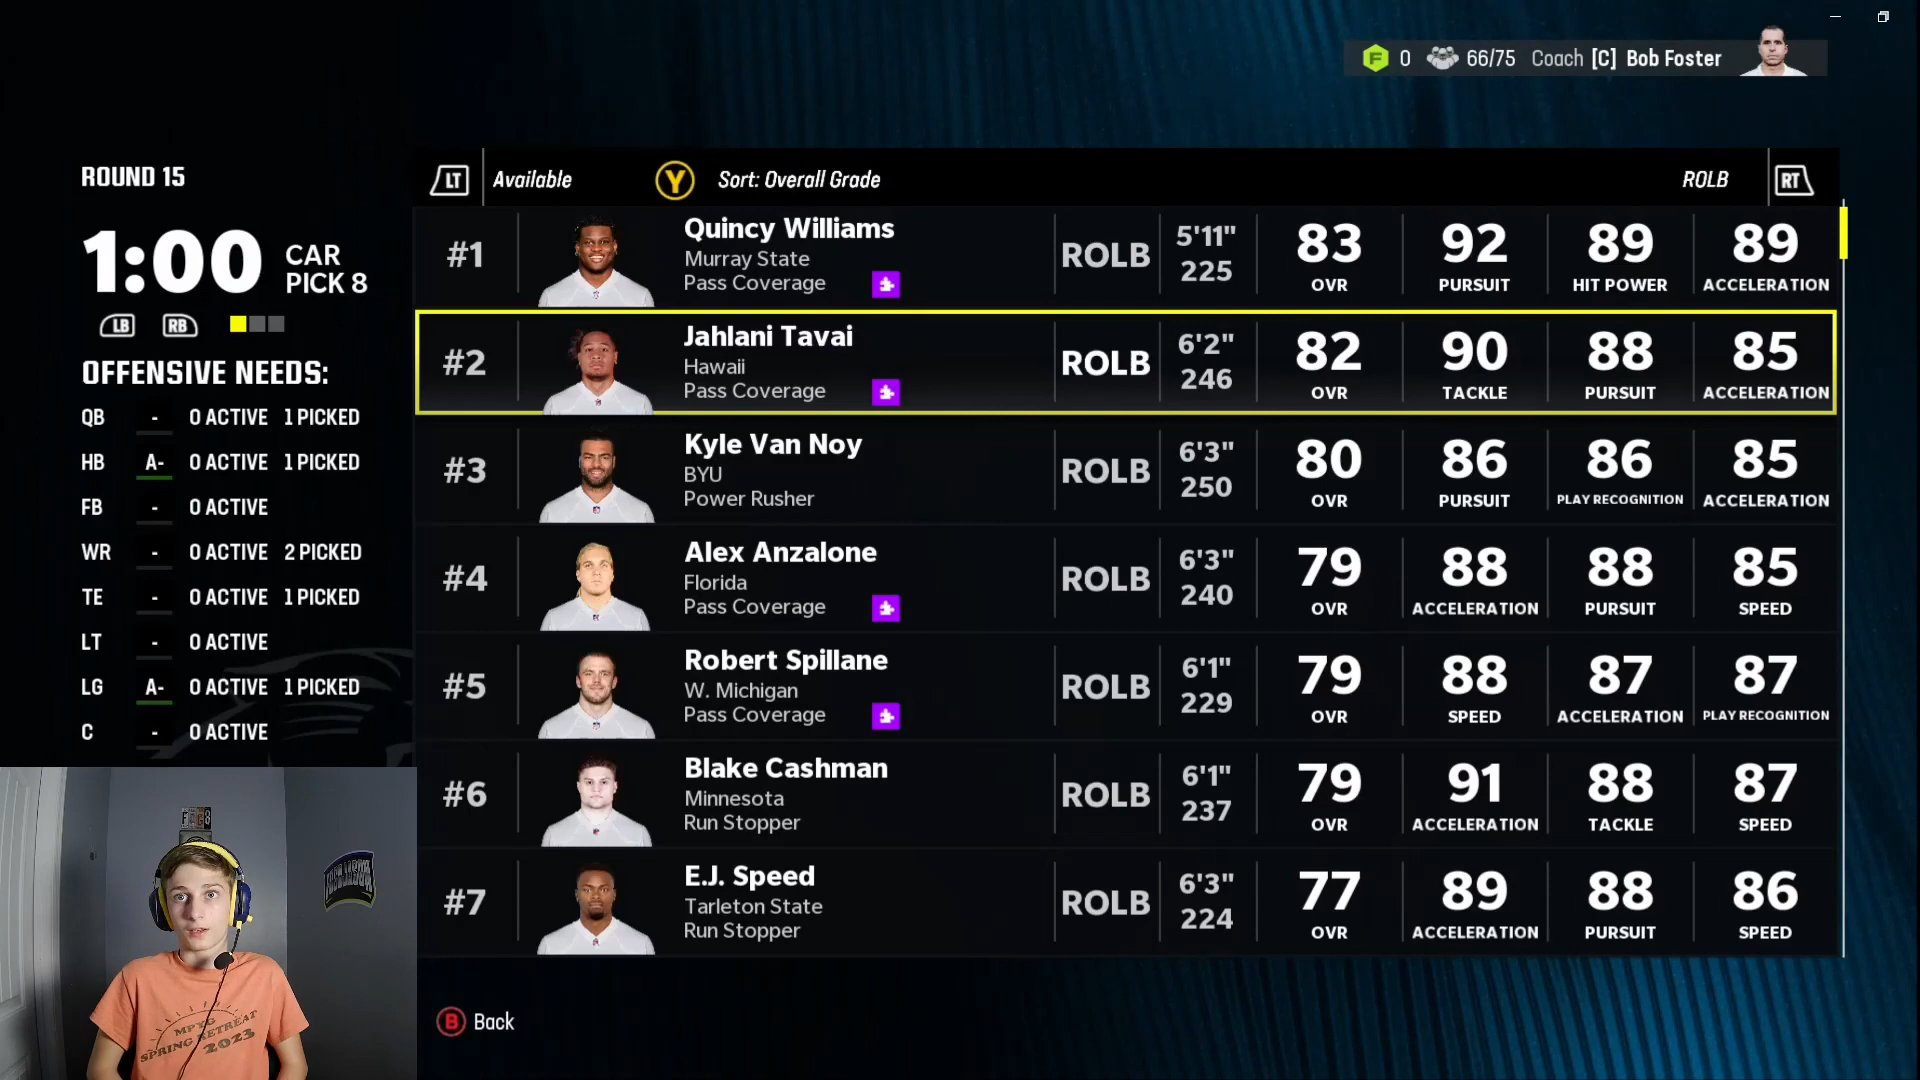 F 0 66/75 Coach [C] Bob Foster
ROUND 15
1:00 CAR PICK 8
LB RB
OFFENSIVE NEEDS:
QB - 0 ACTIVE 1 PICKED
HB A- 0 ACTIVE 1 PICKED
FB - 0 ACTIVE
WR - 0 ACTIVE 2 PICKED
TE - 0 ACTIVE 1 PICKED
LT - 0 ACTIVE
LG A- 0 ACTIVE 1 PICKED
C - 0 ACTIVE
LT Available Y Sort: Overall Grade ROLB RT
#1 Quincy Williams ROLB 5'11" 83 92 89 89
Murray State
Pass Coverage 225 OVR PURSUIT HIT POWER ACCELERATION
#2 Jahlani Tavai ROLB 6'2" 82 90 88 85
Hawaii
Pass Coverage 246 OVR TACKLE PURSUIT ACCELERATION
#3 Kyle Van Noy ROLB 6'3" 80 86 86 85
BYU
Power Rusher 250 OVR PURSUIT PLAY RECOGNITION ACCELERATION
#4 Alex Anzalone ROLB 6'3" 79 88 88 85
Florida
Pass Coverage 240 OVR ACCELERATION PURSUIT SPEED
#5 Robert Spillane ROLB 6'1" 79 88 87 87
W. Michigan
Pass Coverage 229 OVR SPEED ACCELERATION PLAY RECOGNITION
#6 Blake Cashman ROLB 6'1" 79 91 88 87
Minnesota
Run Stopper 237 OVR ACCELERATION TACKLE SPEED
#7 E.J. Speed ROLB 6'3" 77 89 88 86
Tarleton State
Run Stopper 224 OVR ACCELERATION PURSUIT SPEED
B Back
MPYG
SPRING RETREAT
2023